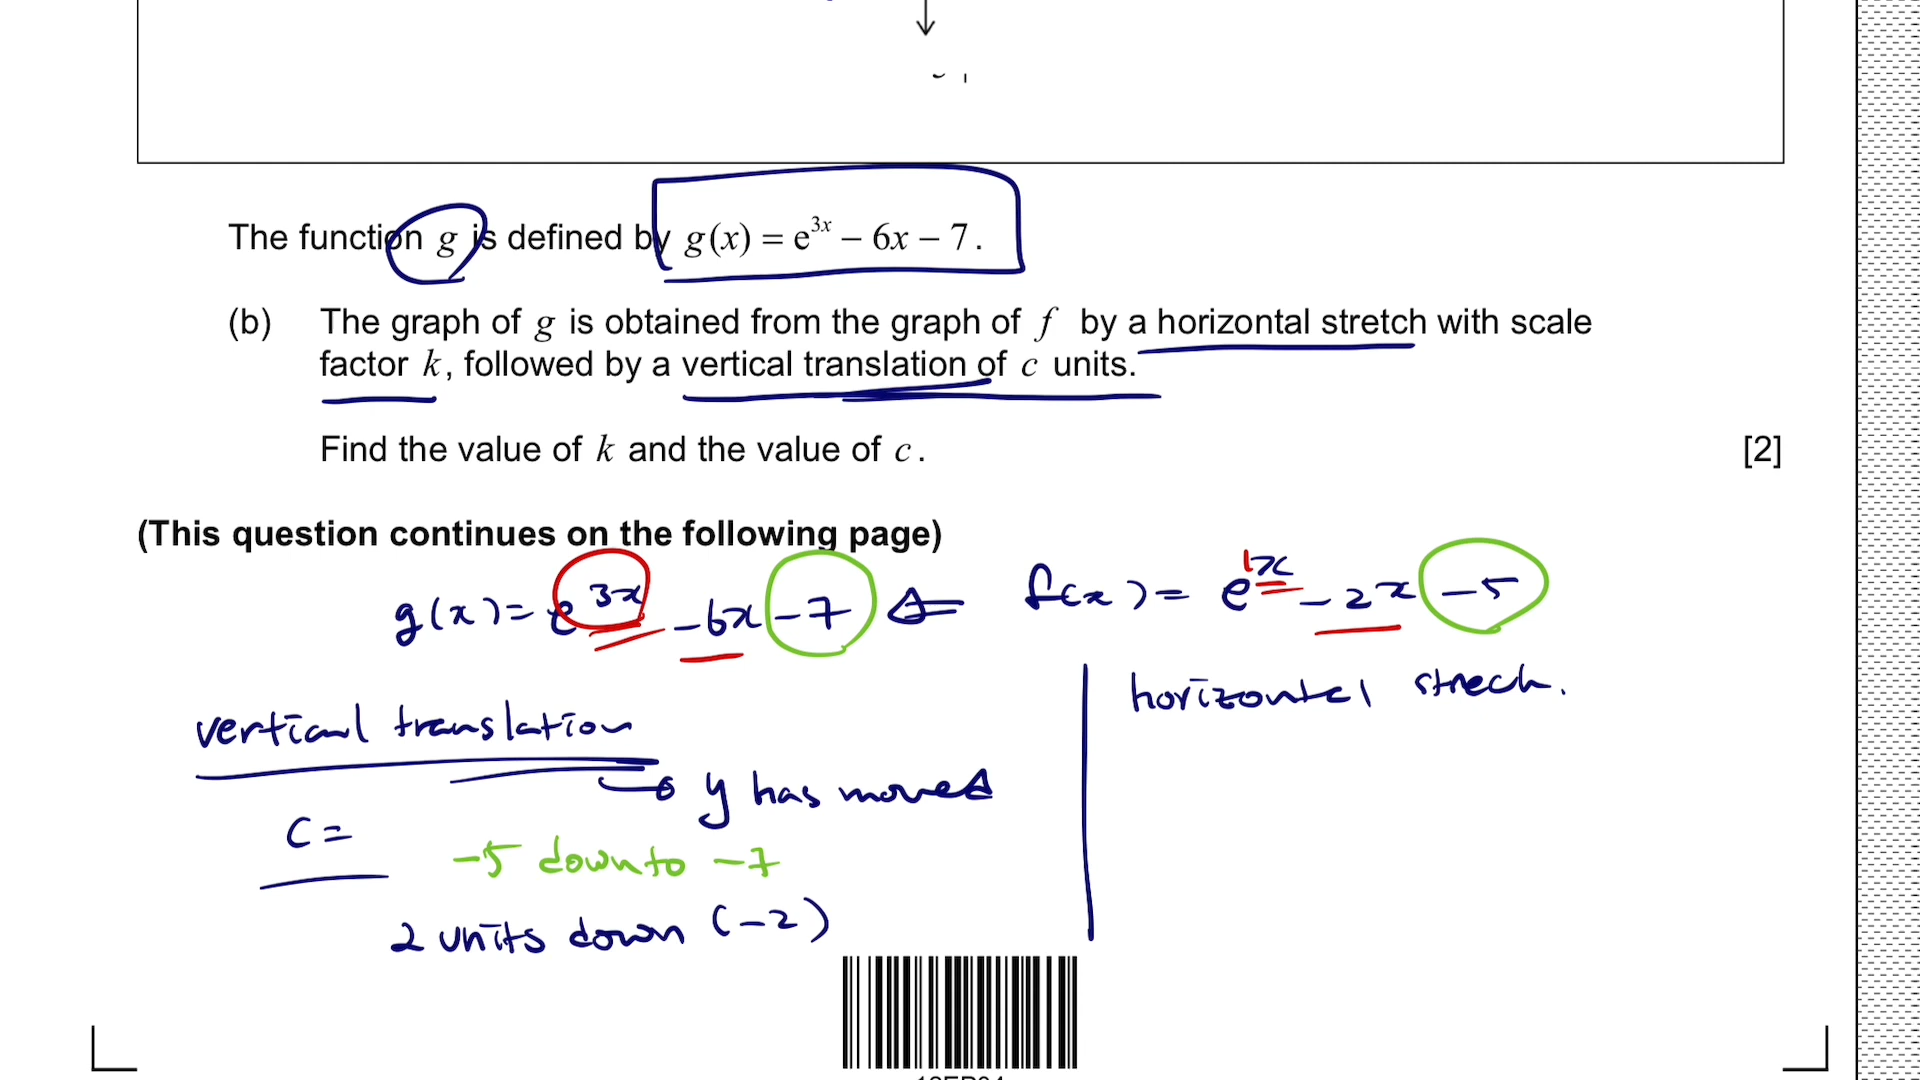 The function g is defined by g(x) = e^{3x} − 6x − 7.
(b) The graph of g is obtained from the graph of f by a horizontal stretch with scale
factor k, followed by a vertical translation of c units.
Find the value of k and the value of c. [2]
(This question continues on the following page)
g(x) = e^{3x} − 6x − 7 ⇐ f(x) = e^{1x} − 2x − 5
vertical translation
→ y has moved
c =
−5 down to −7
2 units down (−2)
horizontal strech.